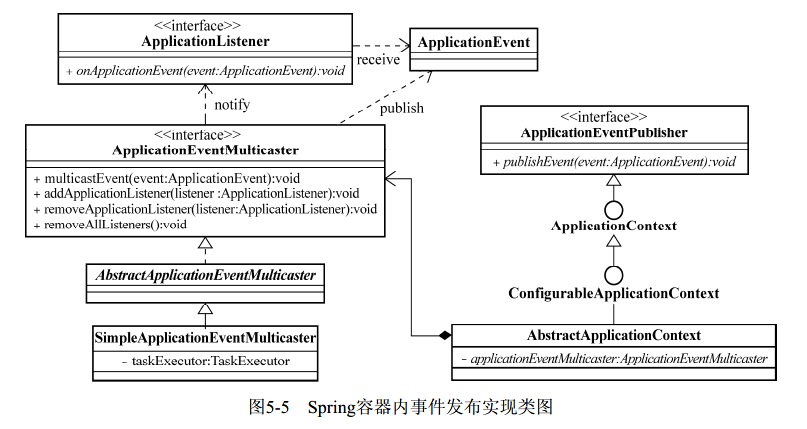 <<interface>>
ApplicationListener
+ onApplicationEvent(event:ApplicationEvent):void
receive
ApplicationEvent
notify
publish
<<interface>>
ApplicationEventMulticaster
+ multicastEvent(event:ApplicationEvent):void
+ addApplicationListener(listener :ApplicationListener):void
+ removeApplicationListener(listener:ApplicationListener):void
+ removeAllListeners():void
<<interface>>
ApplicationEventPublisher
+ publishEvent(event:ApplicationEvent):void
ApplicationContext
ConfigurableApplicationContext
AbstractApplicationEventMulticaster
SimpleApplicationEventMulticaster
- taskExecutor:TaskExecutor
AbstractApplicationContext
- applicationEventMulticaster:ApplicationEventMulticaster
图5-5 Spring容器内事件发布实现类图